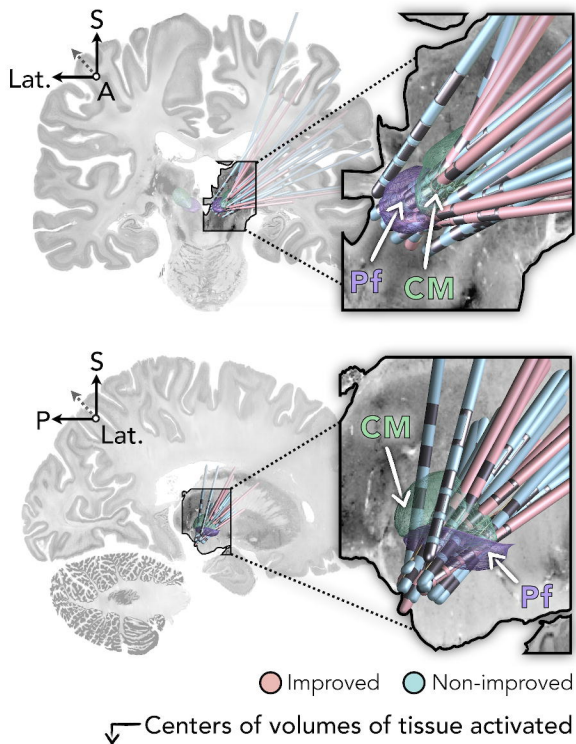 S
Lat.
A
Pf CM
S
P
Lat.
CM
Pf
Improved Non-improved
Centers of volumes of tissue activated